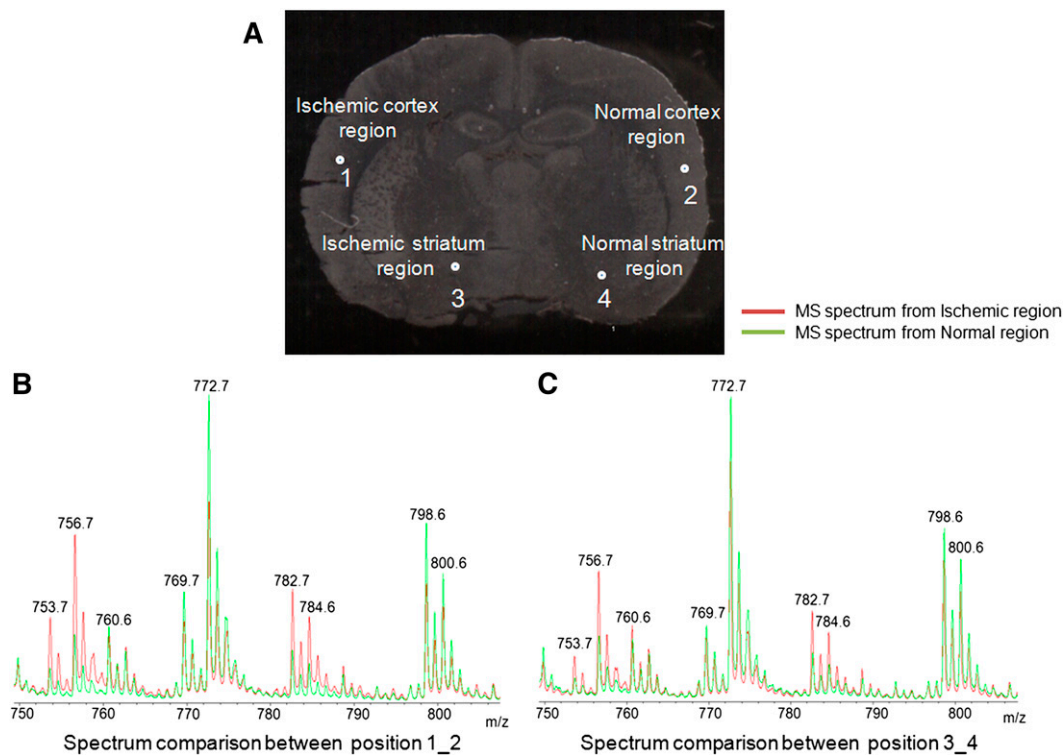 A
Ischemic cortex
region
1
Normal cortex
region
2
Ischemic striatum
region
3
Normal striatum
region
4
1
MS spectrum from Ischemic region
MS spectrum from Normal region
B
772.7
756.7
753.7
760.6
769.7
782.7
784.6
798.6
800.6
750 760 770 780 790 800
m/z
Spectrum comparison between position 1_2
C
772.7
756.7
753.7
760.6
769.7
782.7
784.6
798.6
800.6
750 760 770 780 790 800
m/z
Spectrum comparison between position 3_4